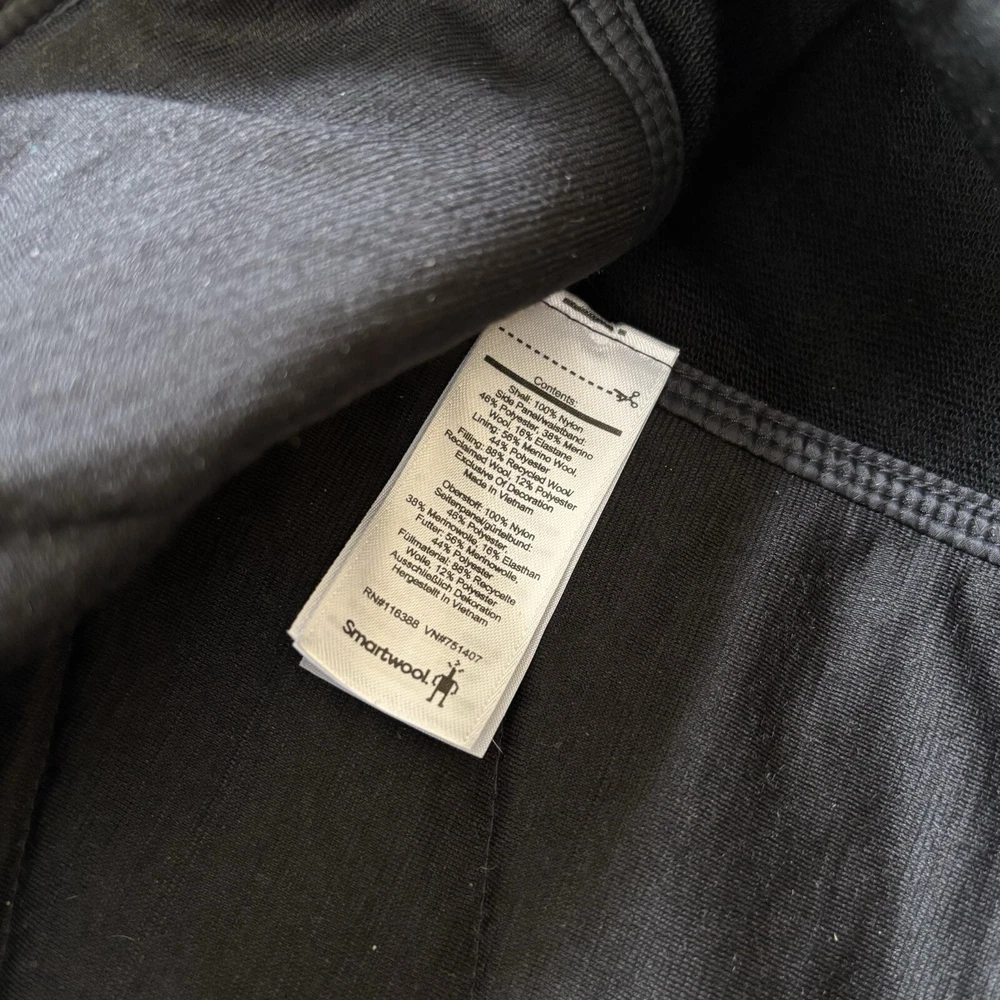 Contents:
Shell: 100% Nylon
Side Panel/waistband:
46% Polyester, 38% Merino
Wool, 16% Elastane
Lining: 56% Merino Wool,
44% Polyester
Filling: 88% Recycled Wool/
Reclaimed Wool, 12% Polyester
Exclusive Of Decoration
Made In Vietnam
Oberstoff: 100% Nylon
Seitenpanel/gürtelbund:
46% Polyester,
38% Merinowolle, 16% Elasthan
Futter: 56% Merinowolle,
44% Polyester
Füllmaterial: 88% Recycelte
Wolle, 12% Polyester
Ausschließlich Dekoration
Hergestellt In Vietnam
RN#116388 VN#751407
Smartwool.